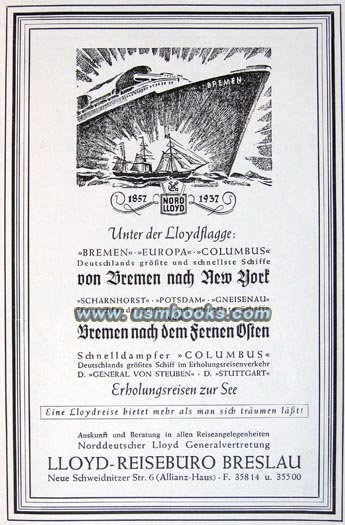 BREMEN
1857 NORD LLOYD 1937
Unter der Lloydflagge:
»BREMEN« · »EUROPA« · »COLUMBUS«
Deutschlands größte und schnellste Schiffe
von Bremen nach New York
»SCHARNHORST« · »POTSDAM« · »GNEISENAU«
www.usmbooks.com
Bremen nach dem Fernen Osten
Schnelldampfer »COLUMBUS«
Deutschlands größtes Schiff im Erholungsreisenverkehr
D. »GENERAL VON STEUBEN« · D. »STUTTGART«
Erholungsreisen zur See
Eine Lloydreise bietet mehr als man sich träumen läßt!
Auskunft und Beratung in allen Reiseangelegenheiten
Norddeutscher Lloyd Generalvertretung
LLOYD-REISEBÜRO BRESLAU
Neue Schweidnitzer Str. 6 (Allianz-Haus) · F. 35814 u. 35500